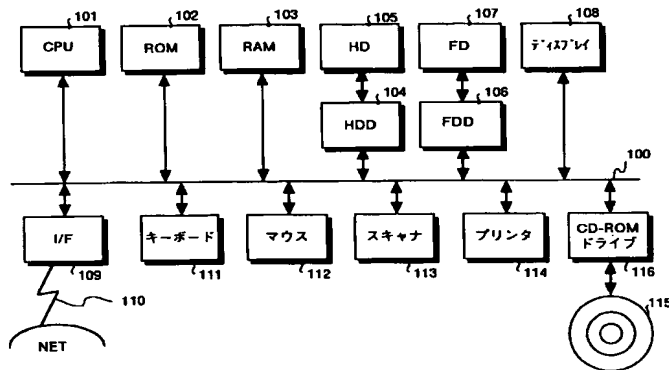 101 102 103 105 107 108
CPU ROM RAM HD FD ディスプレイ
104 106
HDD FDD
100
I/F キーボード マウス スキャナ プリンタ CD-ROM
ドライブ
109 111 112 113 114 116
110 115
NET